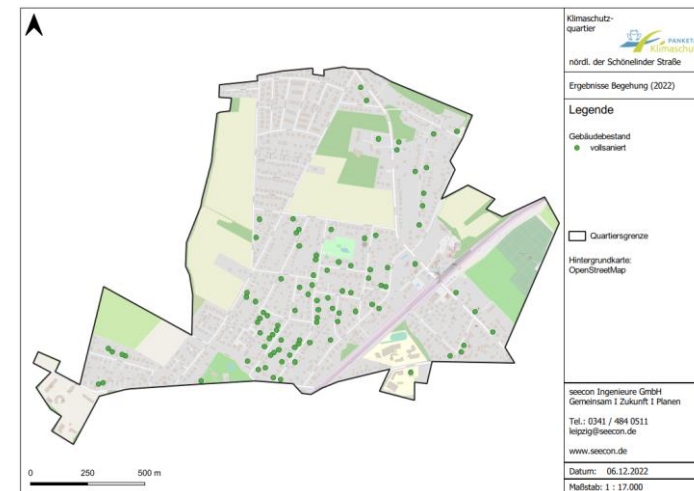 Klimaschutz-
quartier
PANKETA
Klimaschu
nördl. der Schönelinder Straße
Ergebnisse Begehung (2022)
Legende
Gebäudebestand
vollsaniert
Quartiersgrenze
Hintergrundkarte:
OpenStreetMap
seecon Ingenieure GmbH
Gemeinsam I Zukunft I Planen
Tel.: 0341 / 484 0511
leipzig@seecon.de
www.seecon.de
Datum: 06.12.2022
Maßstab: 1 : 17.000
0 250 500 m